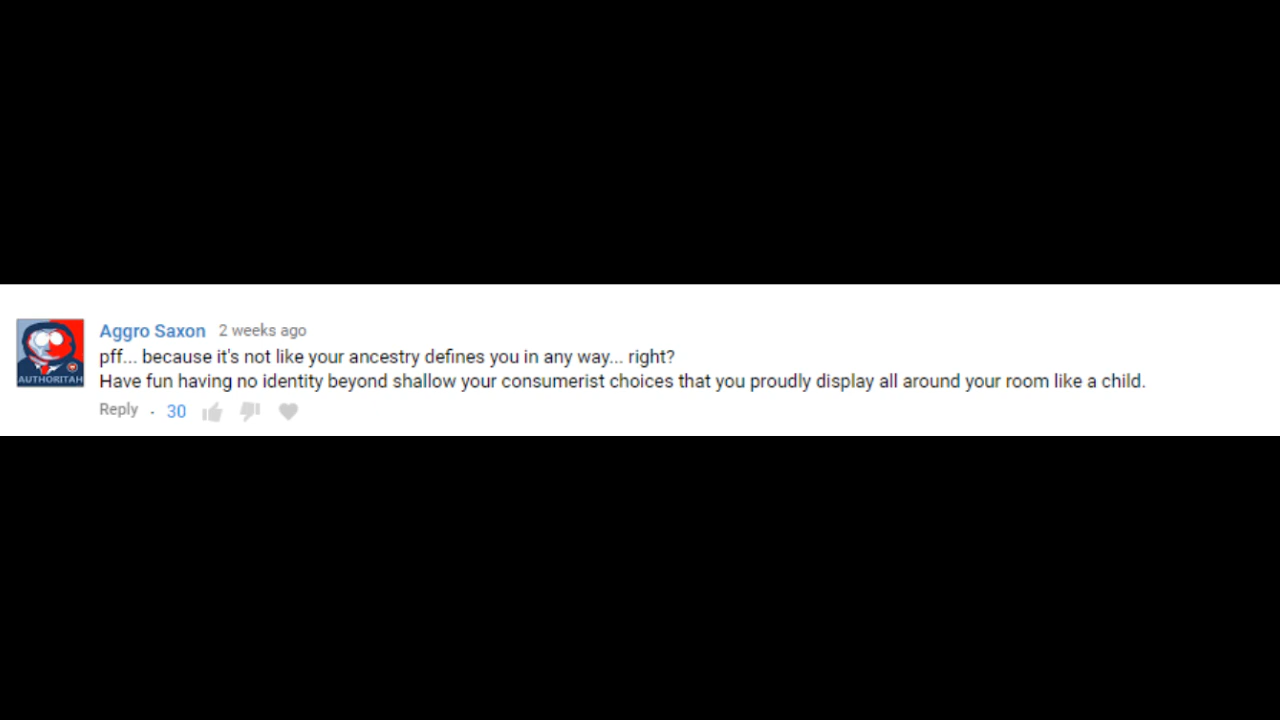 Aggro Saxon 2 weeks ago
pff... because it's not like your ancestry defines you in any way... right?
Have fun having no identity beyond shallow your consumerist choices that you proudly display all around your room like a child.
Reply · 30
AUTHORITAH